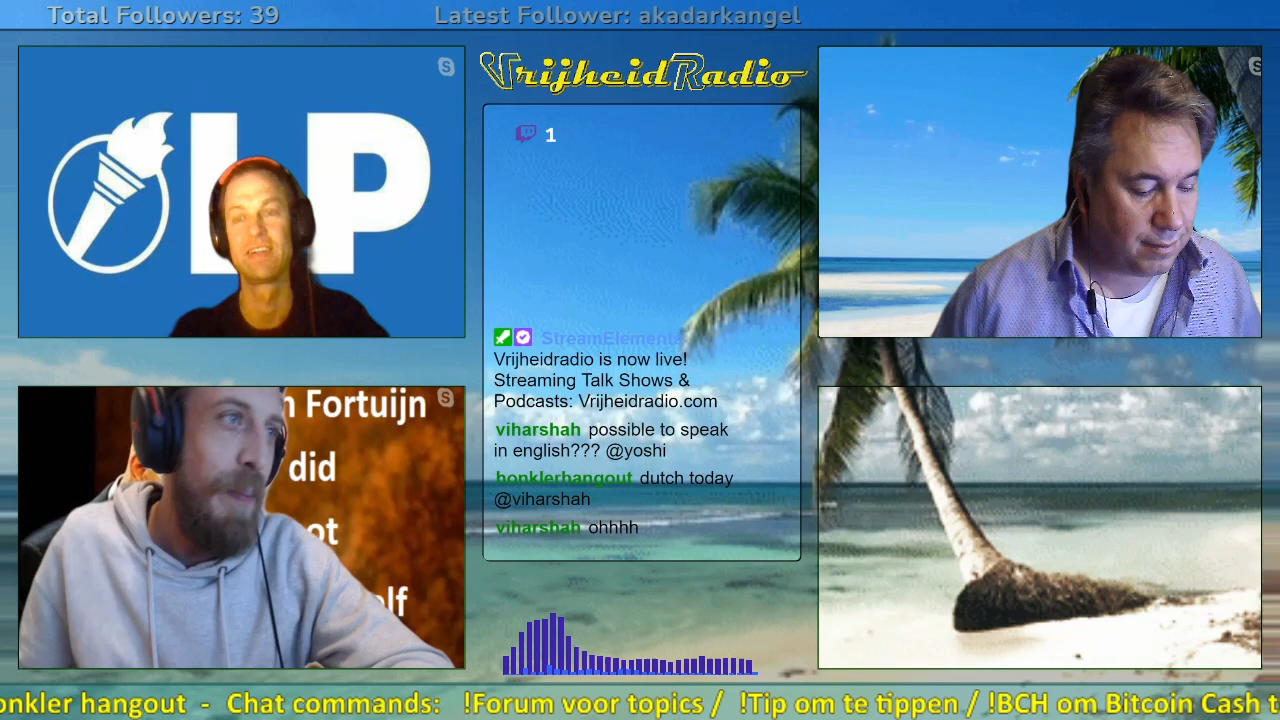 Total Followers: 39
Latest Follower: akadarkangel
LP
VrijheidRadio
1
StreamElements
Vrijheidradio is now live!
Streaming Talk Shows &
Podcasts: Vrijheidradio.com
viharshah possible to speak
in english??? @yoshi
honklerhangout dutch today
@viharshah
viharshah ohhhh
Fortuijn
did
onkler hangout - Chat commands: !Forum voor topics / !Tip om te tippen / !BCH om Bitcoin Cash t